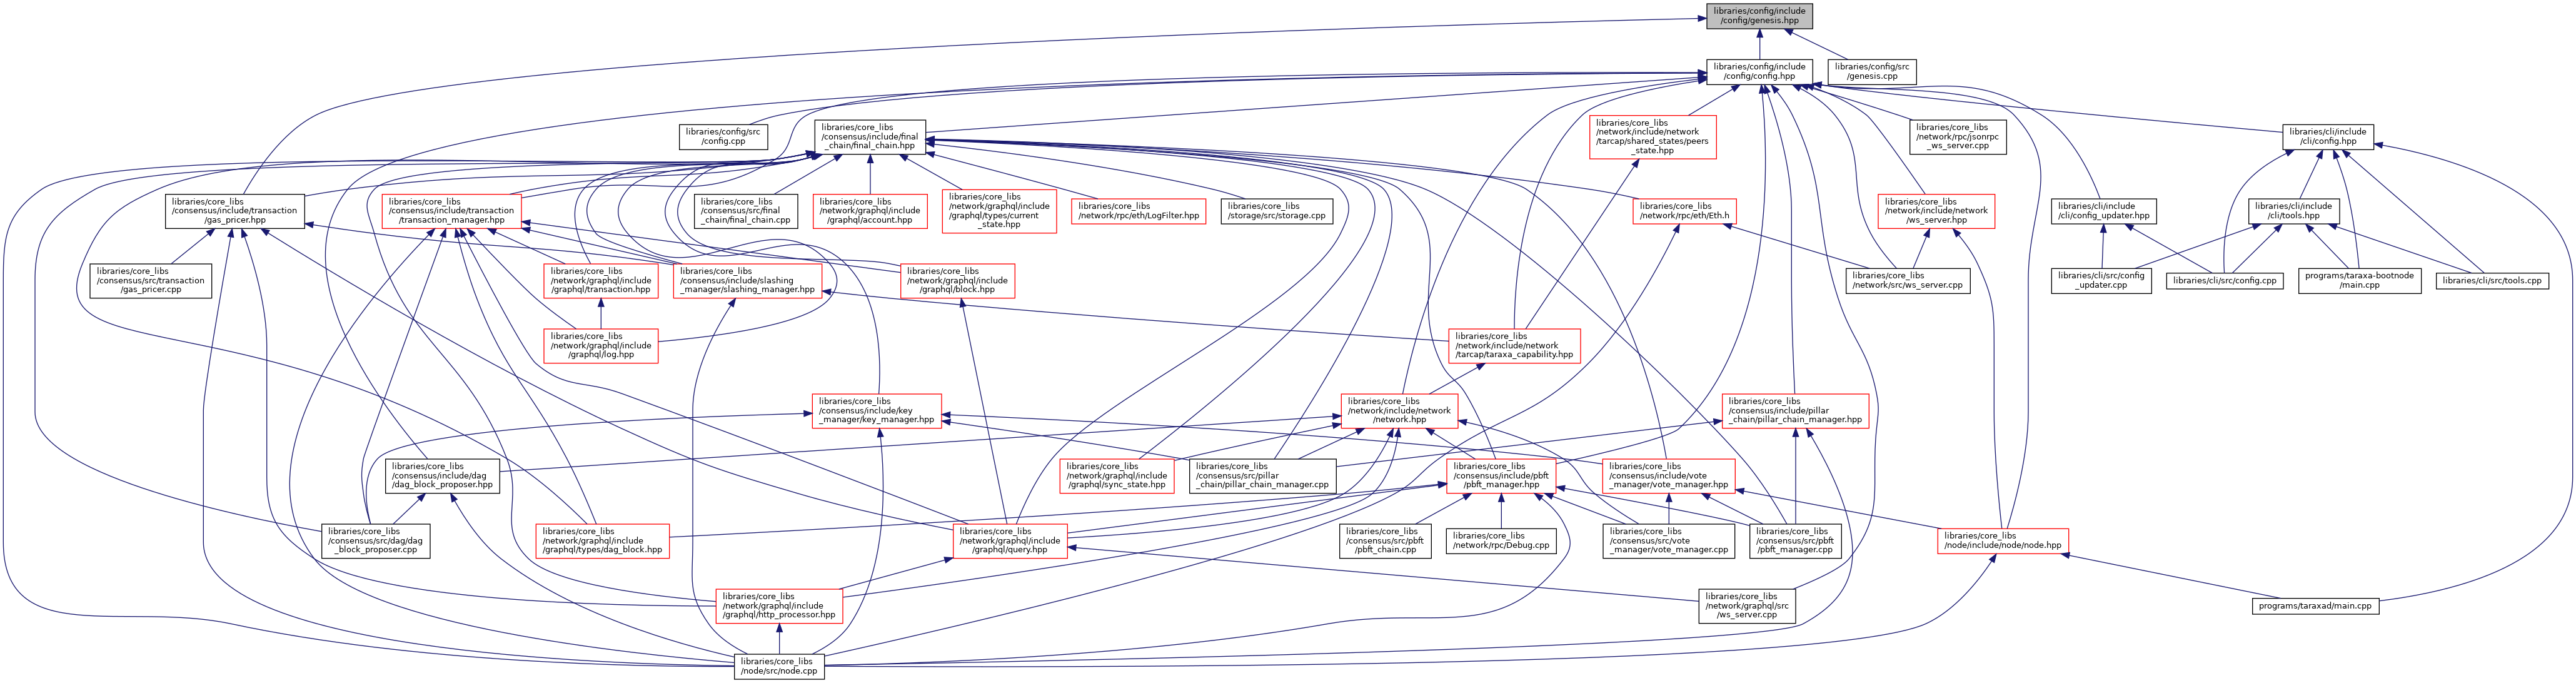 libraries/config/include
/config/genesis.hpp
libraries/config/include
/config/config.hpp
libraries/config/src
/genesis.cpp
libraries/config/src
/config.cpp
libraries/core_libs
/consensus/include/final
_chain/final_chain.hpp
libraries/core_libs
/network/include/network
/tarcap/shared_states/peers
_state.hpp
libraries/core_libs
/network/rpc/jsonrpc
_ws_server.cpp
libraries/cli/include
/cli/config.hpp
libraries/core_libs
/consensus/include/transaction
/gas_pricer.hpp
libraries/core_libs
/consensus/include/transaction
/transaction_manager.hpp
libraries/core_libs
/consensus/src/final
_chain/final_chain.cpp
libraries/core_libs
/network/graphql/include
/graphql/account.hpp
libraries/core_libs
/network/graphql/include
/graphql/types/current
_state.hpp
libraries/core_libs
/network/rpc/eth/LogFilter.hpp
libraries/core_libs
/storage/src/storage.cpp
libraries/core_libs
/network/rpc/eth/Eth.h
libraries/core_libs
/network/include/network
/ws_server.hpp
libraries/cli/include
/cli/config_updater.hpp
libraries/cli/include
/cli/tools.hpp
libraries/core_libs
/consensus/src/transaction
/gas_pricer.cpp
libraries/core_libs
/network/graphql/include
/graphql/transaction.hpp
libraries/core_libs
/consensus/include/slashing
_manager/slashing_manager.hpp
libraries/core_libs
/network/graphql/include
/graphql/block.hpp
libraries/core_libs
/network/src/ws_server.cpp
libraries/cli/src/config
_updater.cpp
libraries/cli/src/config.cpp
programs/taraxa-bootnode
/main.cpp
libraries/cli/src/tools.cpp
libraries/core_libs
/network/graphql/include
/graphql/log.hpp
libraries/core_libs
/network/include/network
/tarcap/taraxa_capability.hpp
libraries/core_libs
/consensus/include/key
_manager/key_manager.hpp
libraries/core_libs
/network/include/network
/network.hpp
libraries/core_libs
/consensus/include/pillar
_chain/pillar_chain_manager.hpp
libraries/core_libs
/consensus/include/dag
/dag_block_proposer.hpp
libraries/core_libs
/network/graphql/include
/graphql/sync_state.hpp
libraries/core_libs
/consensus/src/pillar
_chain/pillar_chain_manager.cpp
libraries/core_libs
/consensus/include/pbft
/pbft_manager.hpp
libraries/core_libs
/consensus/include/vote
_manager/vote_manager.hpp
libraries/core_libs
/consensus/src/dag/dag
_block_proposer.cpp
libraries/core_libs
/network/graphql/include
/graphql/types/dag_block.hpp
libraries/core_libs
/network/graphql/include
/graphql/query.hpp
libraries/core_libs
/consensus/src/pbft
/pbft_chain.cpp
libraries/core_libs
/network/rpc/Debug.cpp
libraries/core_libs
/consensus/src/vote
_manager/vote_manager.cpp
libraries/core_libs
/consensus/src/pbft
/pbft_manager.cpp
libraries/core_libs
/node/include/node/node.hpp
libraries/core_libs
/network/graphql/include
/graphql/http_processor.hpp
libraries/core_libs
/network/graphql/src
/ws_server.cpp
programs/taraxad/main.cpp
libraries/core_libs
/node/src/node.cpp